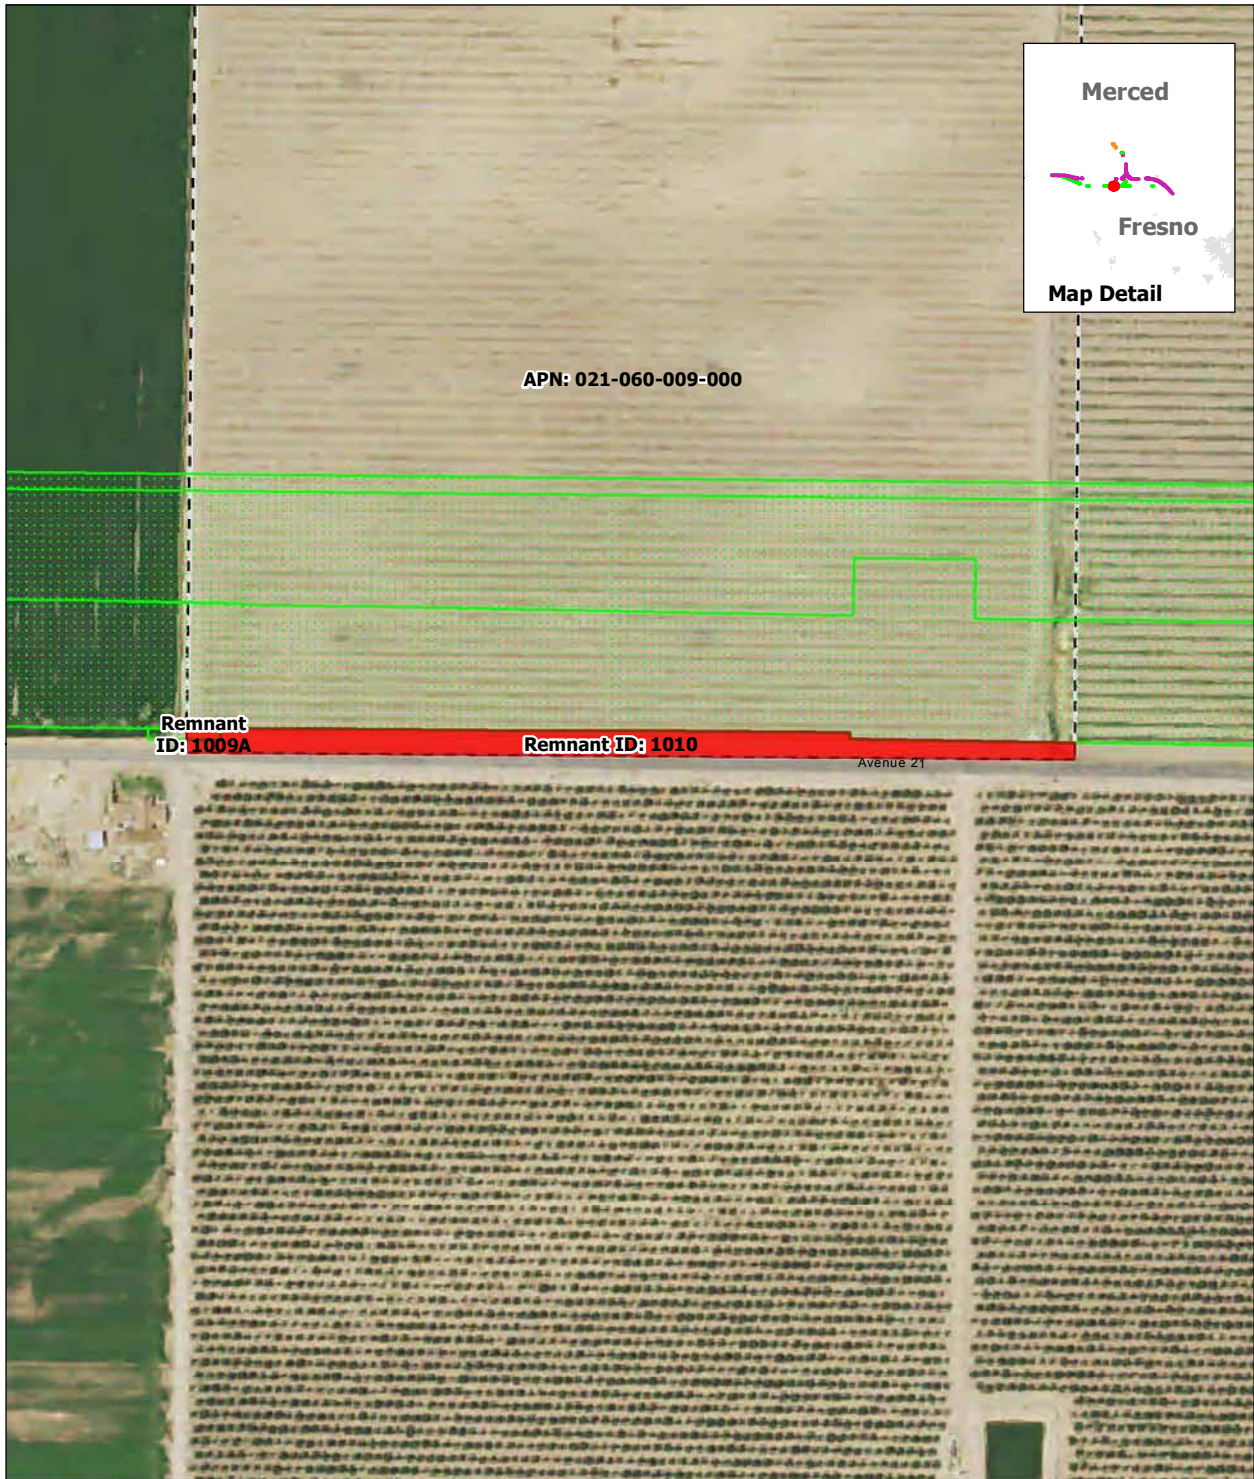 Merced
Fresno
Map Detail
APN: 021-060-009-000
Remnant
ID: 1009A
Remnant ID: 1010
Avenue 21